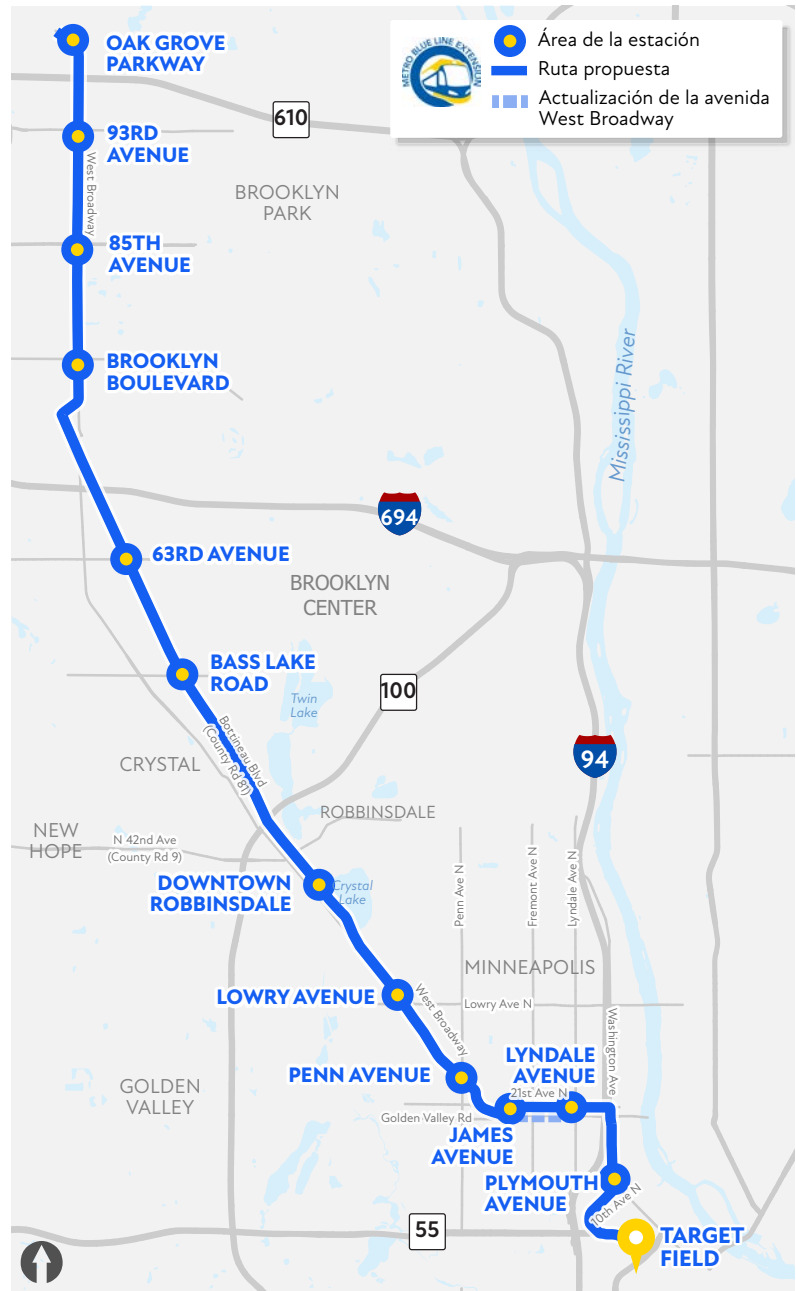 METRO BLUE LINE EXTENSION
Área de la estación
Ruta propuesta
Actualización de la avenida
West Broadway
OAK GROVE
PARKWAY
610
93RD
AVENUE
West Broadway
BROOKLYN
PARK
85TH
AVENUE
BROOKLYN
BOULEVARD
Mississippi River
694
63RD AVENUE
BROOKLYN
CENTER
BASS LAKE
ROAD
Twin
Lake
100
Bottineau Blvd
(County Rd 81)
94
CRYSTAL
ROBBINSDALE
NEW
HOPE
N 42nd Ave
(County Rd 9)
Penn Ave N
Fremont Ave N
Lyndale Ave N
DOWNTOWN
ROBBINSDALE
Crystal
Lake
MINNEAPOLIS
LOWRY AVENUE
West Broadway
Lowry Ave N
Washington Ave
PENN AVENUE
LYNDALE
AVENUE
21st Ave N
GOLDEN
VALLEY
Golden Valley Rd
JAMES
AVENUE
PLYMOUTH
AVENUE
10th Ave N
55
TARGET
FIELD